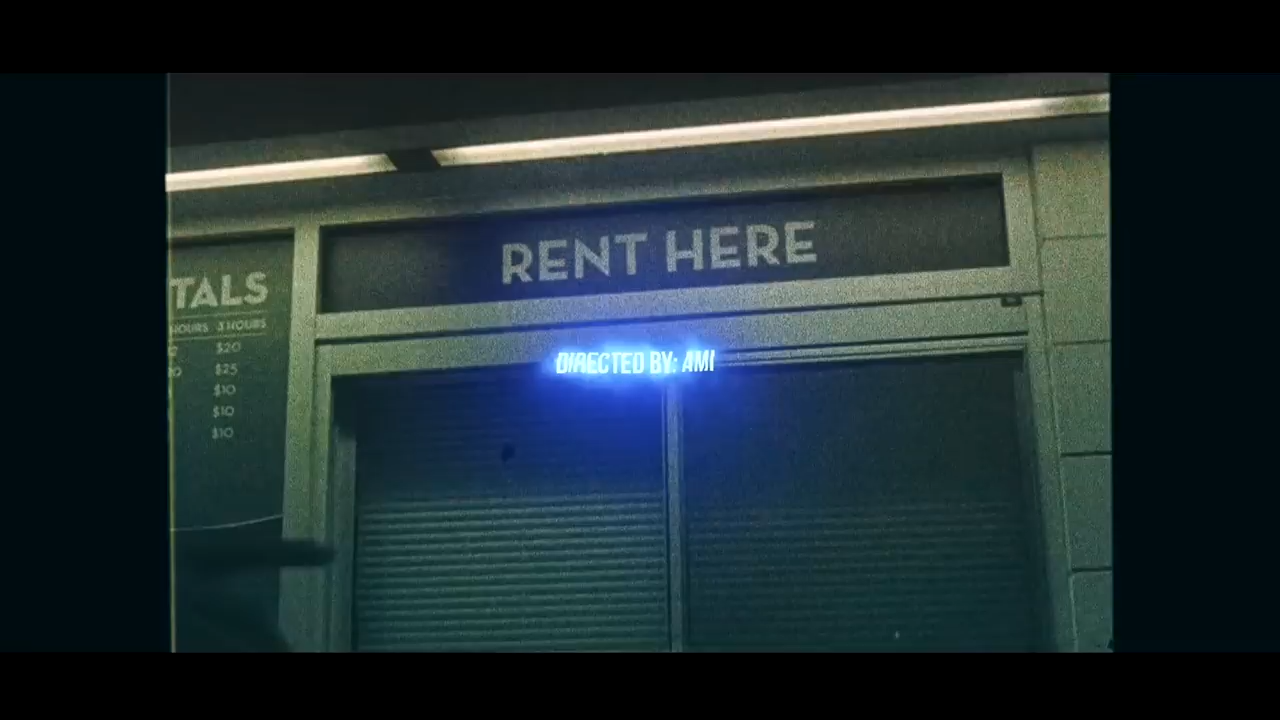 RENT HERE
TALS
HOURS 3 HOURS
$20
$25
$10
$10
$10
DIRECTED BY: AMI